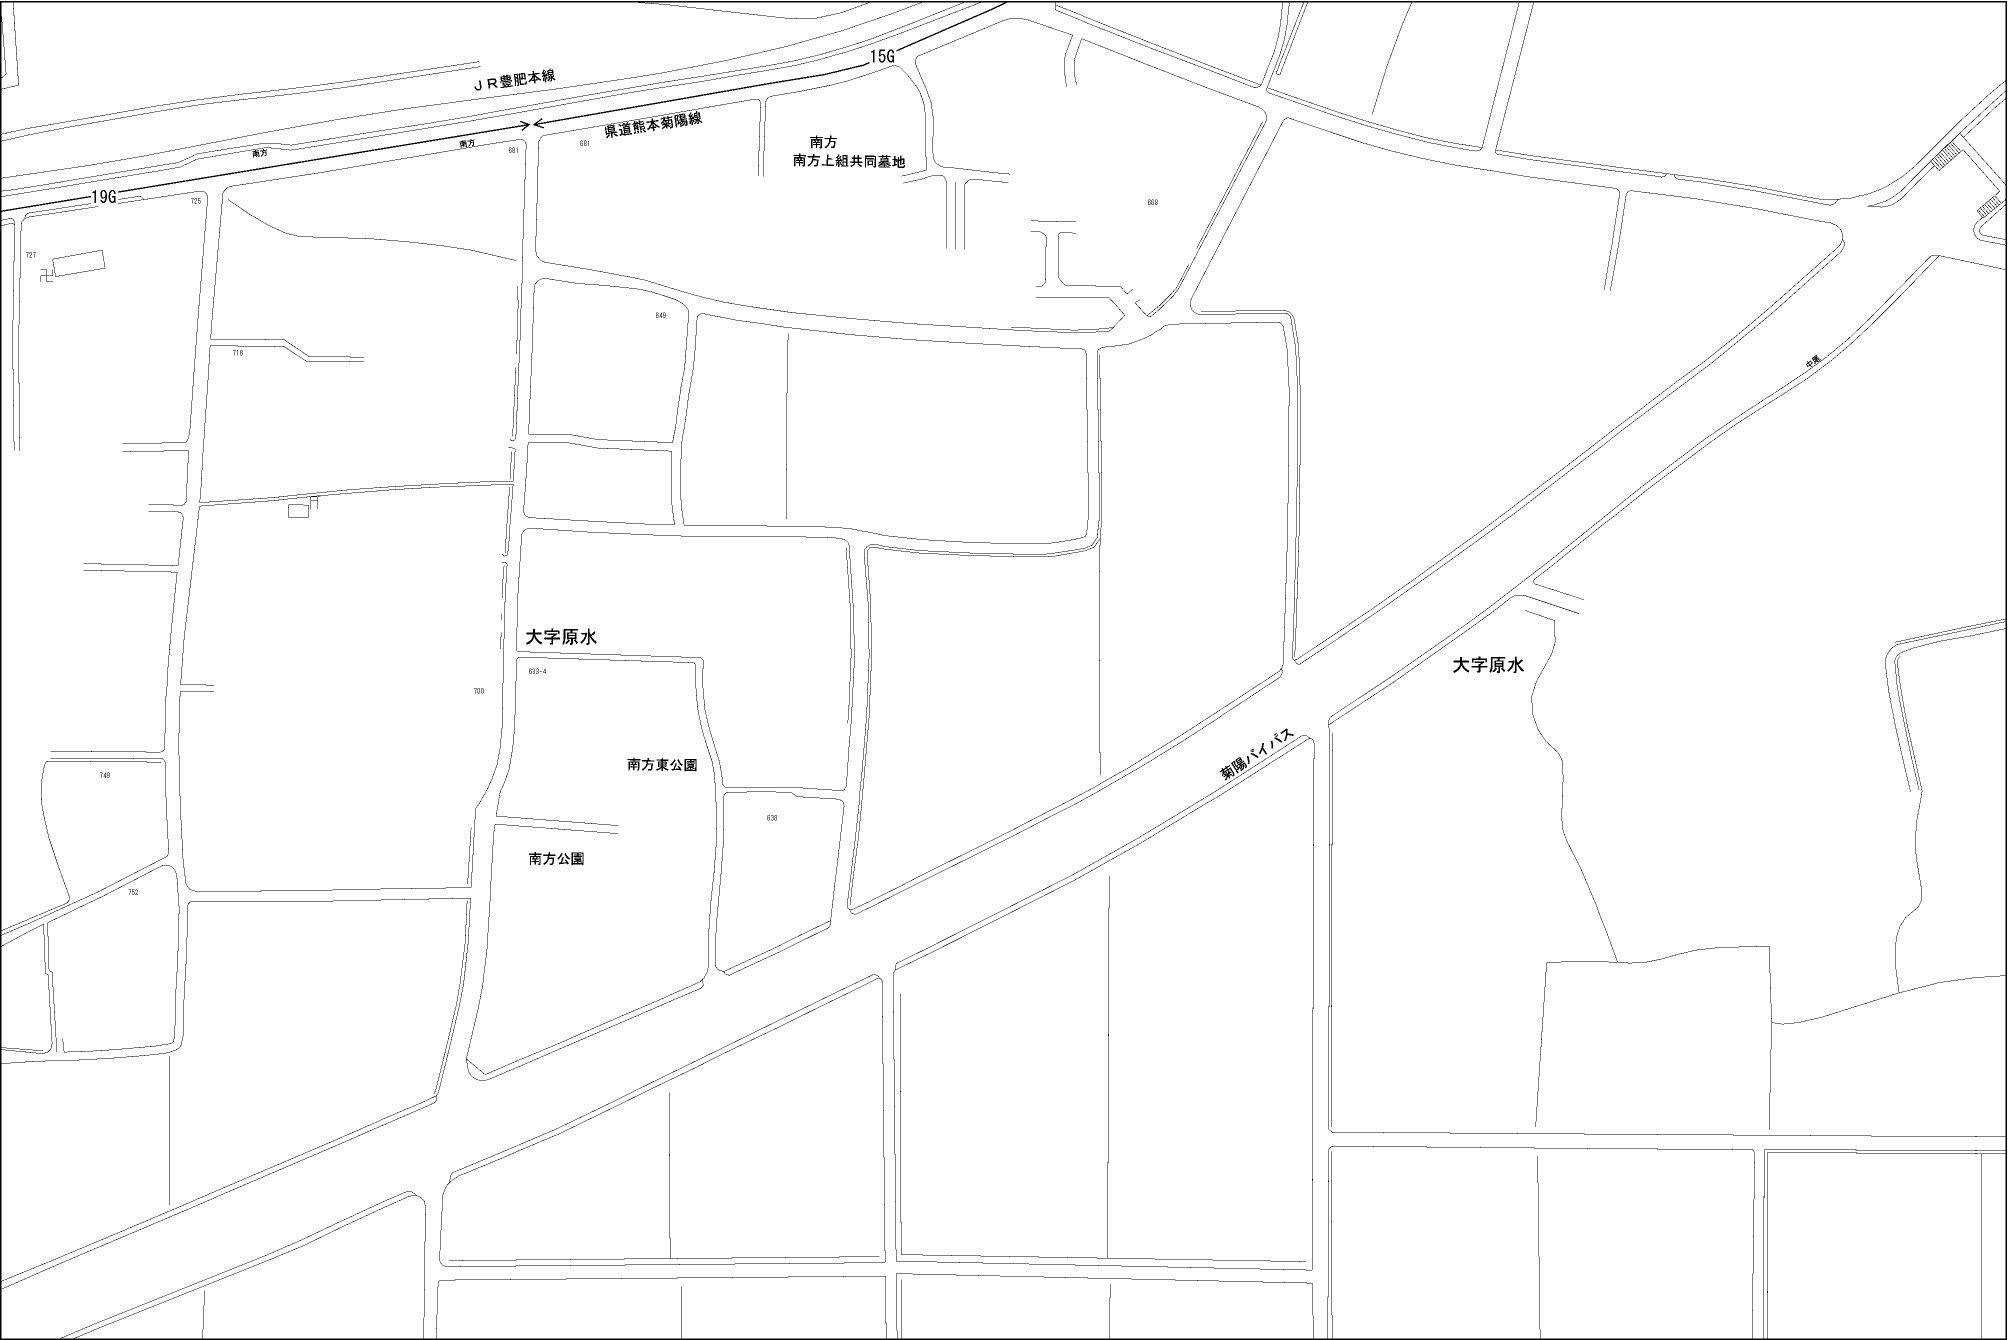 15G
ＪＲ豊肥本線
県道熊本菊陽線
南方
南方上組共同墓地
南方
南方
681
681
19G
725
668
727
649
718
中尾
大字原水
633-4
700
大字原水
南方東公園
菊陽バイパス
749
638
南方公園
752